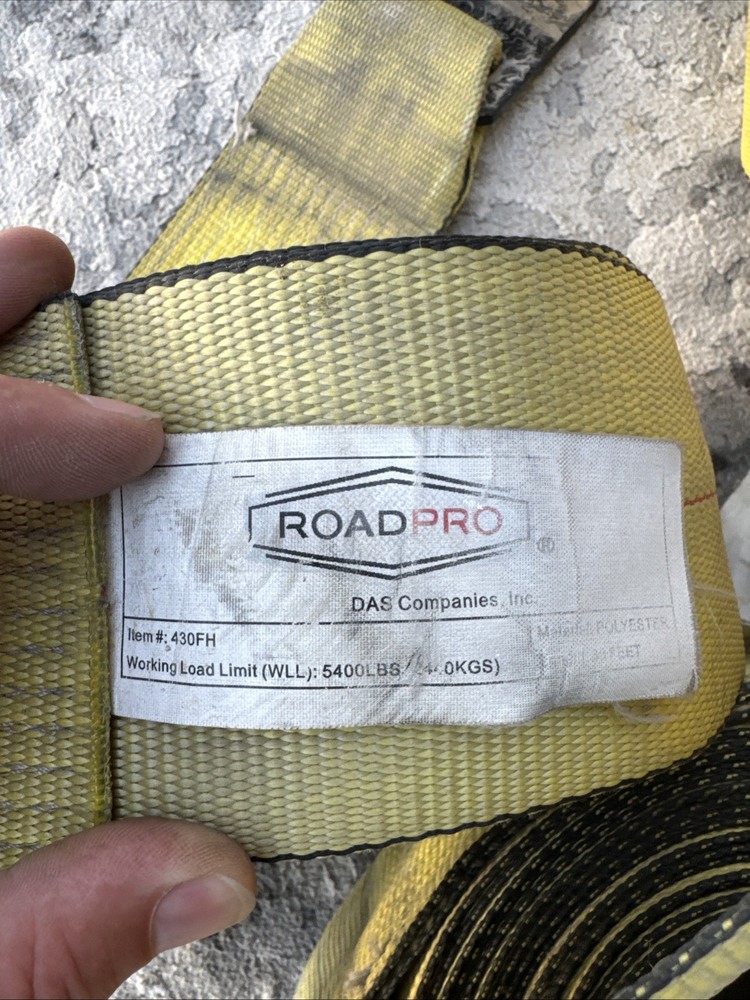 ROADPRO ®
DAS Companies, Inc.
Item #: 430FH
Material: POLYESTER
Working Load Limit (WLL): 5400LBS